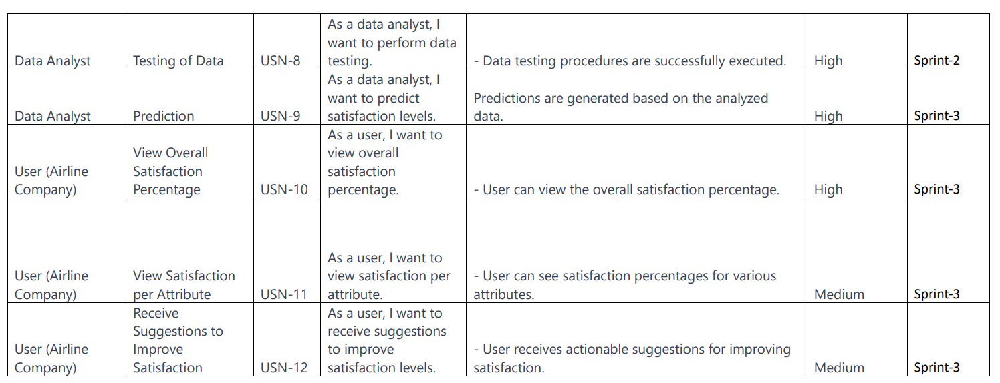 Data Analyst
Testing of Data
USN-8
As a data analyst, I
want to perform data
testing.
- Data testing procedures are successfully executed.
High
Sprint-2
Data Analyst
Prediction
USN-9
As a data analyst, I
want to predict
satisfaction levels.
Predictions are generated based on the analyzed
data.
High
Sprint-3
User (Airline
Company)
View Overall
Satisfaction
Percentage
USN-10
As a user, I want to
view overall
satisfaction
percentage.
- User can view the overall satisfaction percentage.
High
Sprint-3
User (Airline
Company)
View Satisfaction
per Attribute
USN-11
As a user, I want to
view satisfaction per
attribute.
- User can see satisfaction percentages for various
attributes.
Medium
Sprint-3
User (Airline
Company)
Receive
Suggestions to
Improve
Satisfaction
USN-12
As a user, I want to
receive suggestions
to improve
satisfaction levels.
- User receives actionable suggestions for improving
satisfaction.
Medium
Sprint-3